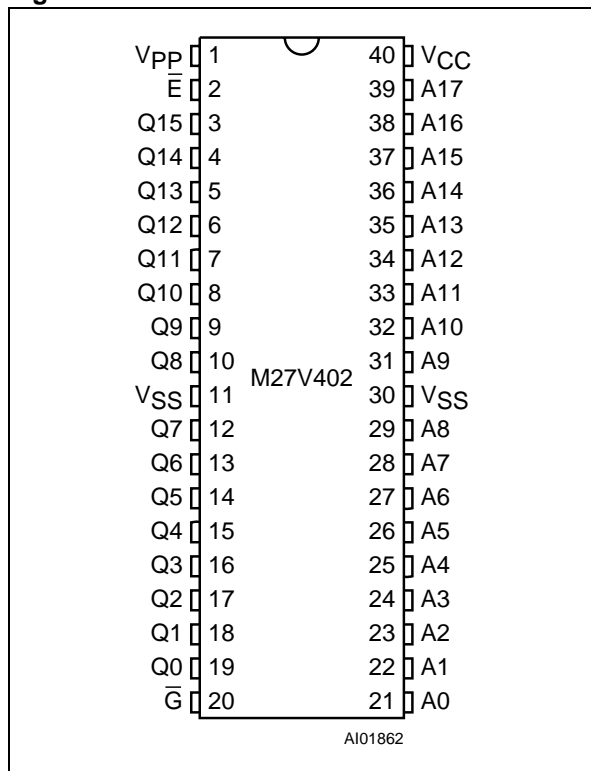 VPP 1 40 VCC
E̅ 2 39 A17
Q15 3 38 A16
Q14 4 37 A15
Q13 5 36 A14
Q12 6 35 A13
Q11 7 34 A12
Q10 8 33 A11
Q9 9 32 A10
Q8 10 31 A9
M27V402
VSS 11 30 VSS
Q7 12 29 A8
Q6 13 28 A7
Q5 14 27 A6
Q4 15 26 A5
Q3 16 25 A4
Q2 17 24 A3
Q1 18 23 A2
Q0 19 22 A1
G̅ 20 21 A0
AI01862